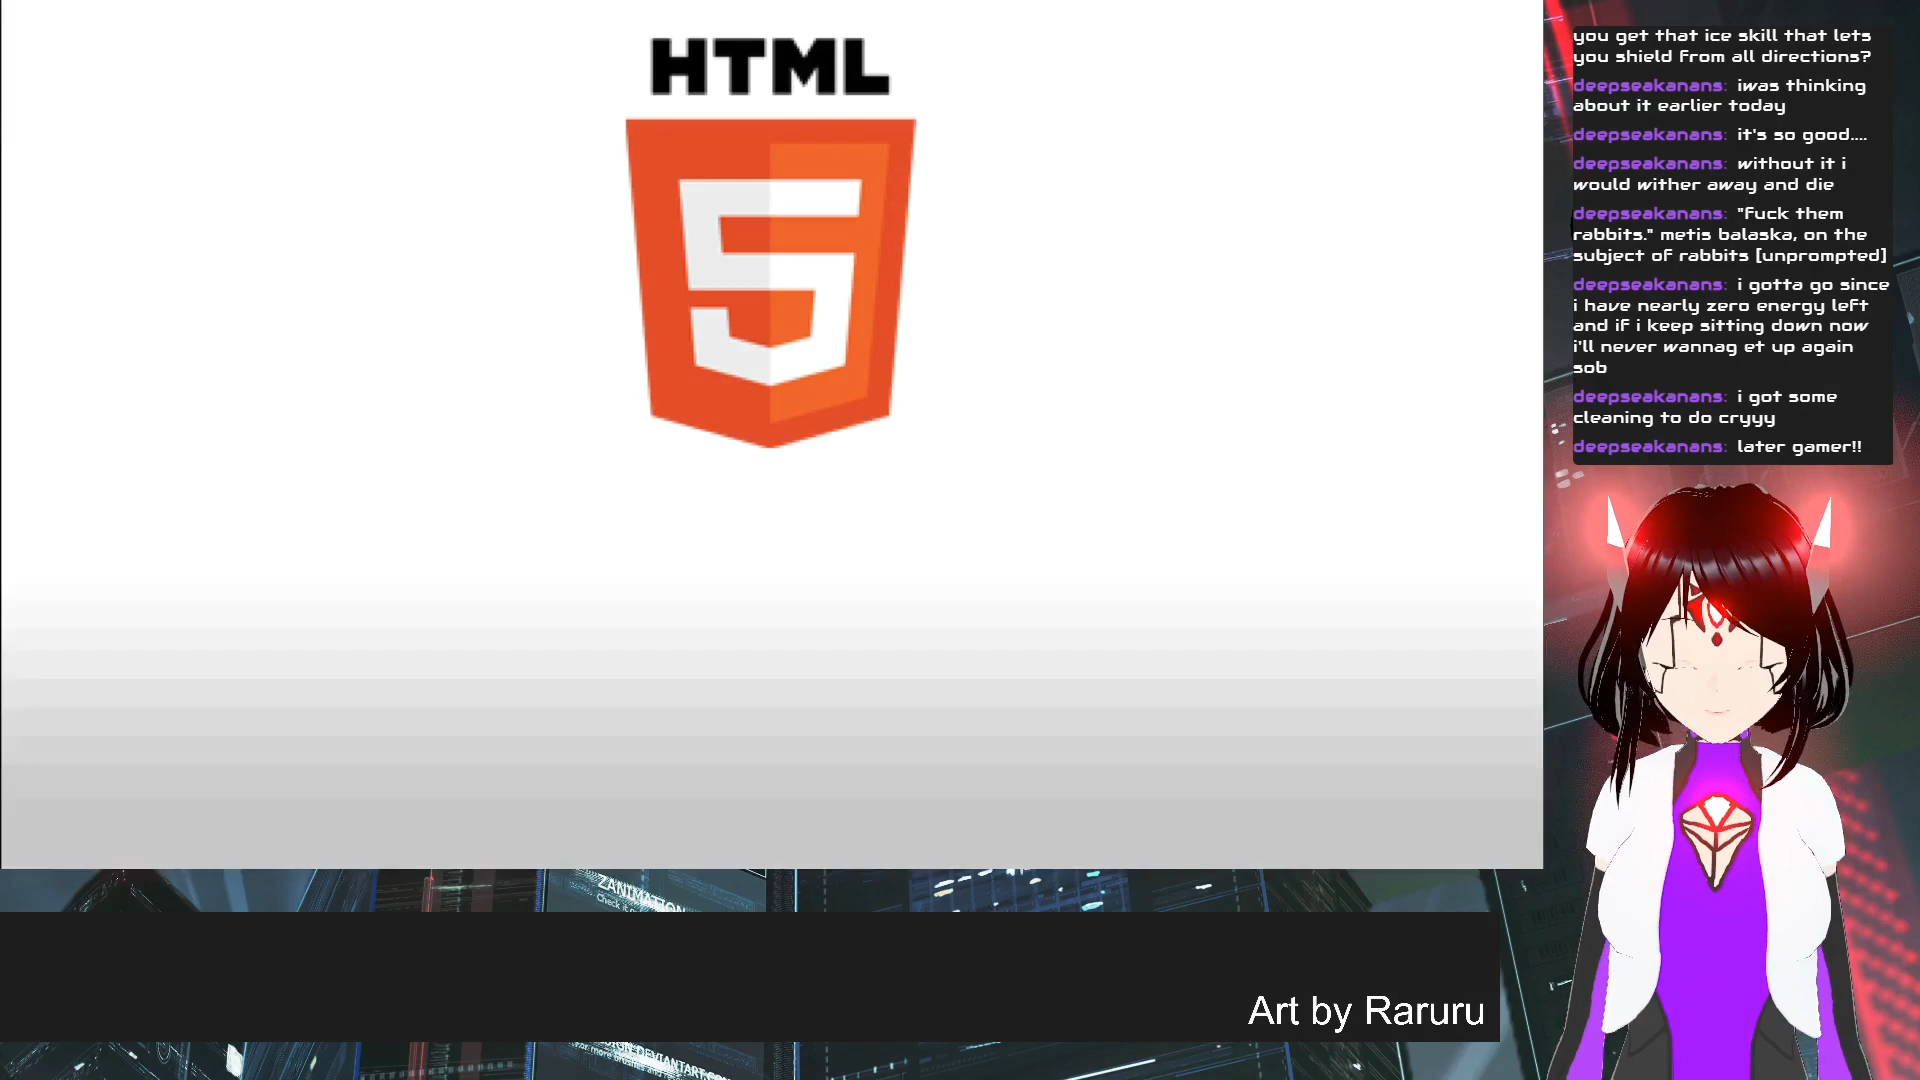 HTML
5
you get that ice skill that lets
you shield from all directions?
deepseakanans: iwas thinking
about it earlier today
deepseakanans: it's so good....
deepseakanans: without it i
would wither away and die
deepseakanans: "Fuck them
rabbits." metis balaska, on the
subject of rabbits [unprompted]
deepseakanans: i gotta go since
i have nearly zero energy left
and if i keep sitting down now
i'll never wannag et up again
sob
deepseakanans: i got some
cleaning to do cryyy
deepseakanans: later gamer!!
ZANIMATION
Art by Raruru